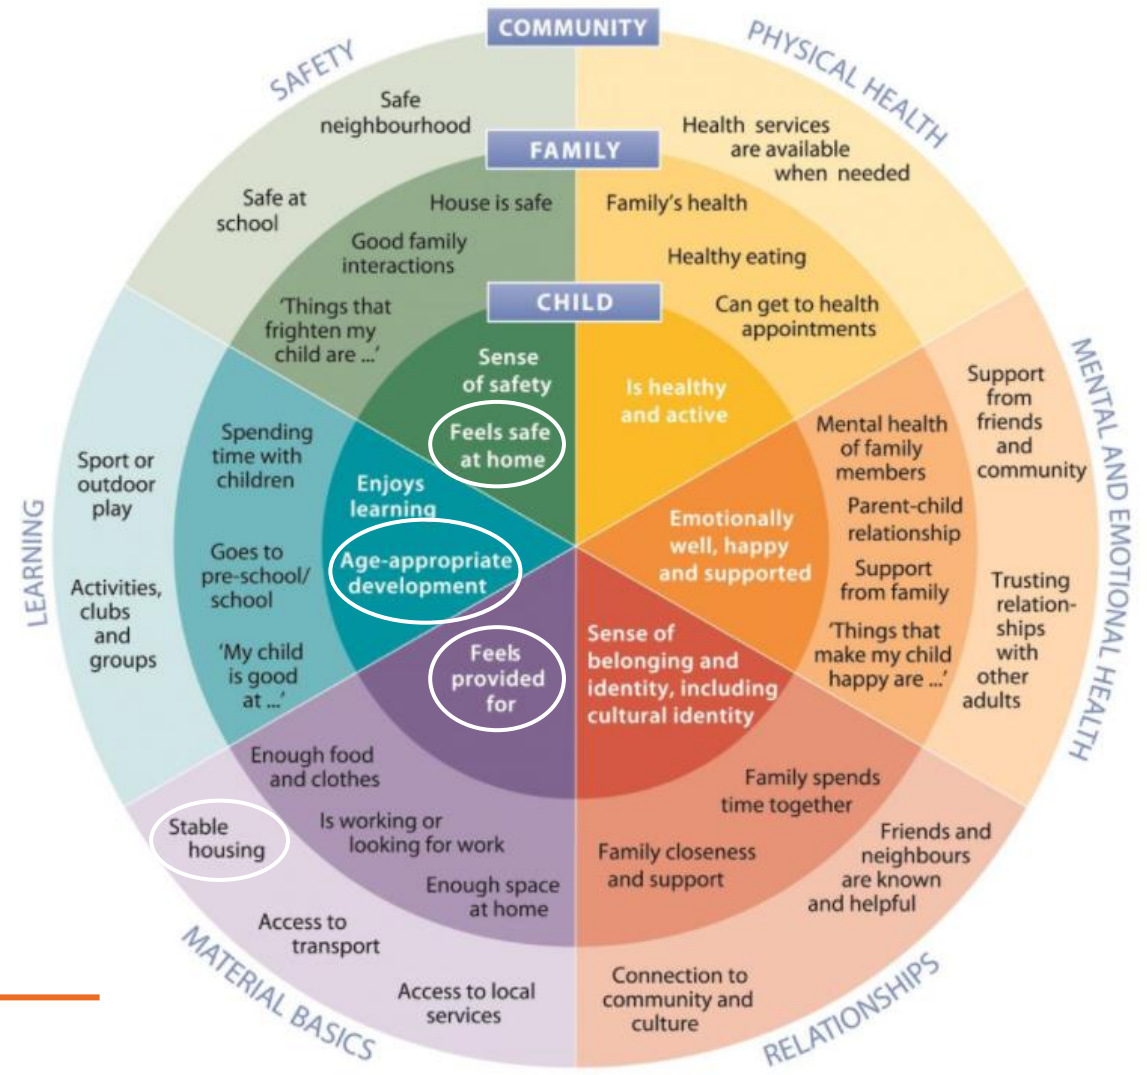 COMMUNITY
SAFETY
Safe
neighbourhood
Safe at
school
FAMILY
House is safe
Good family
interactions
'Things that
frighten my
child are ...'
CHILD
Sense
of safety
Feels safe
at home
PHYSICAL HEALTH
Health services
are available
when needed
Family's health
Healthy eating
Can get to health
appointments
Is healthy
and active
MENTAL AND EMOTIONAL HEALTH
Support
from
friends
and
community
Trusting
relation-
ships
with
other
adults
Mental health
of family
members
Parent-child
relationship
Support
from family
'Things that
make my child
happy are ...'
Emotionally
well, happy
and supported
RELATIONSHIPS
Friends and
neighbours
are known
and helpful
Connection to
community and
culture
Family spends
time together
Family closeness
and support
Sense of
belonging and
identity, including
cultural identity
MATERIAL BASICS
Stable
housing
Access to
transport
Access to local
services
Enough food
and clothes
Is working or
looking for work
Enough space
at home
Feels
provided
for
LEARNING
Sport or
outdoor
play
Activities,
clubs
and
groups
Spending
time with
children
Goes to
pre-school/
school
'My child
is good
at ...'
Enjoys
learning
Age-appropriate
development